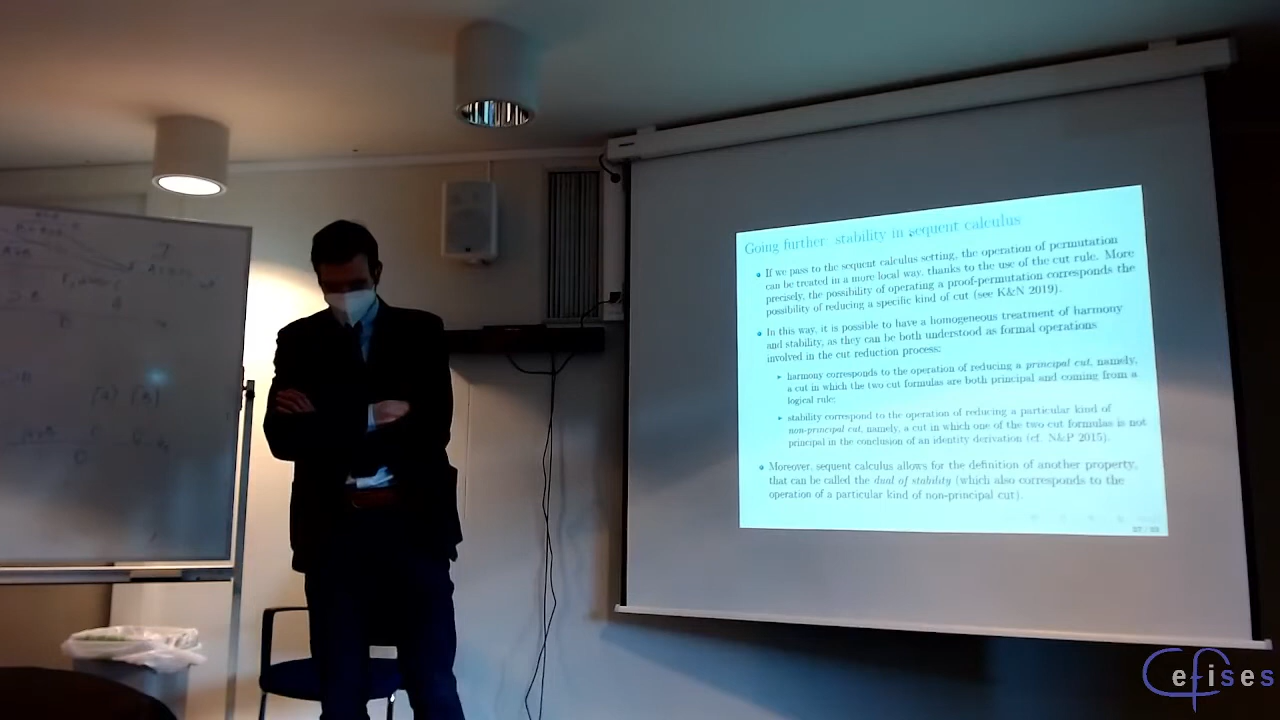 Going further: stability in sequent calculus
If we pass to the sequent calculus setting, the operation of permutation
can be treated in a more local way, thanks to the use of the cut rule. More
precisely, the possibility of operating a proof-permutation corresponds the
possibility of reducing a specific kind of cut (see K&N 2019).
In this way, it is possible to have a homogeneous treatment of harmony
and stability, as they can be both understood as formal operations
involved in the cut reduction process:
harmony corresponds to the operation of reducing a principal cut, namely,
a cut in which the two cut formulas are both principal and coming from a
logical rule;
stability correspond to the operation of reducing a particular kind of
non-principal cut, namely, a cut in which one of the two cut formulas is not
principal in the conclusion of an identity derivation (cf. N&P 2015).
Moreover, sequent calculus allows for the definition of another property,
that can be called the dual of stability (which also corresponds to the
operation of a particular kind of non-principal cut).
Cefises